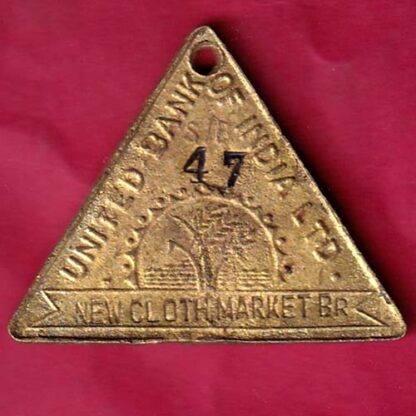 UNITED BANK OF INDIA LTD.
S/B
47
NEW CLOTH MARKET BR